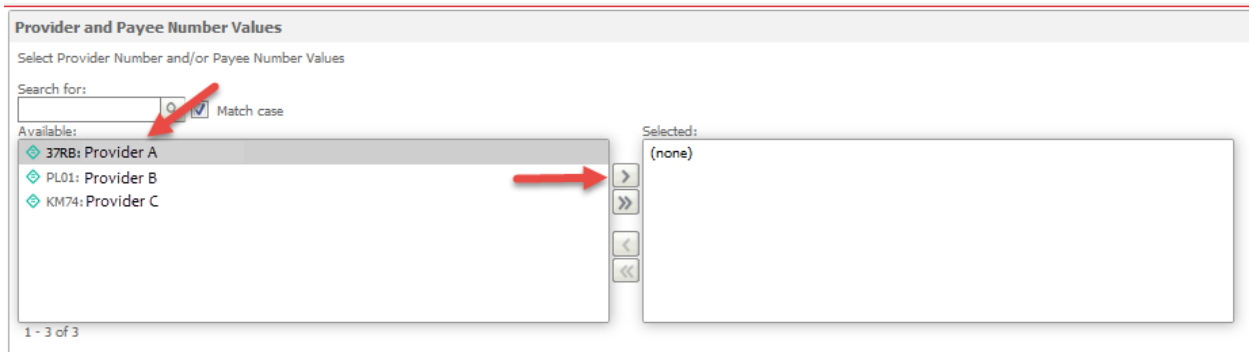 Provider and Payee Number Values
Select Provider Number and/or Payee Number Values
Search for:
Match case
Available:
37RB: Provider A
PL01: Provider B
KM74: Provider C
1 - 3 of 3
Selected:
(none)